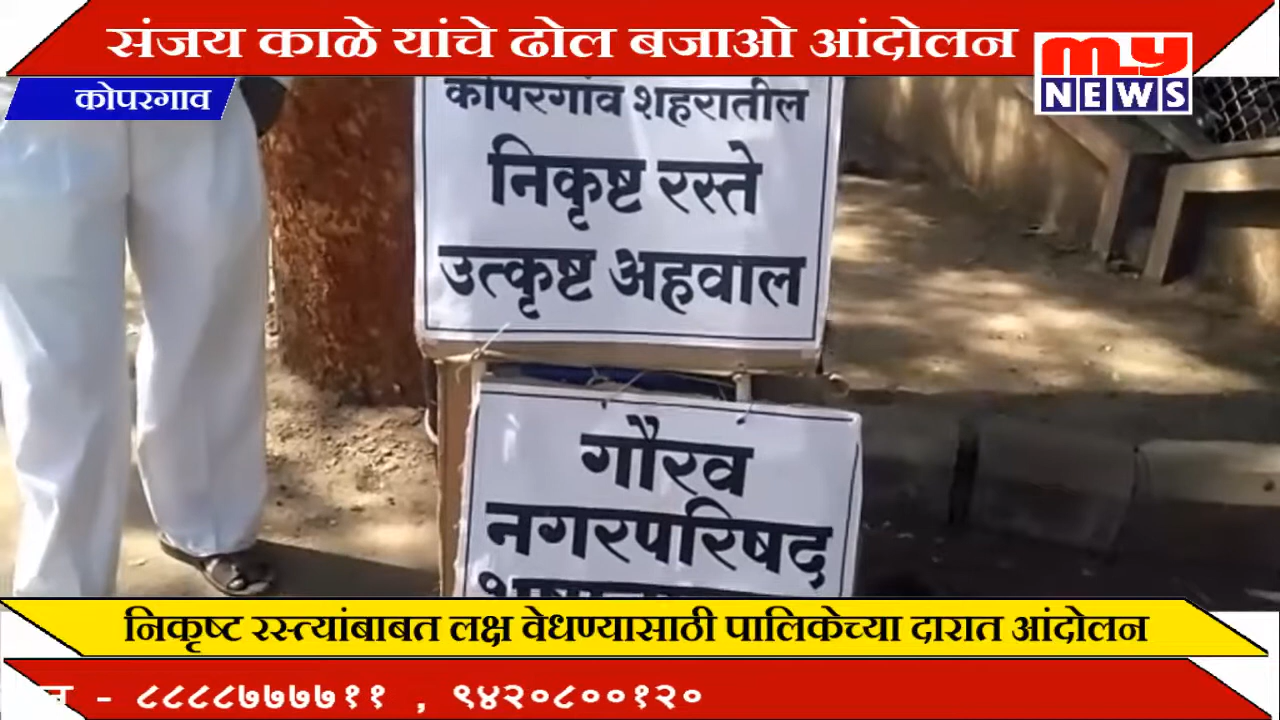 संजय काळे यांचे ढोल बजाओ आंदोलन
my
NEWS
कोपरगाव
कोपरगांव शहरातील
निकृष्ट रस्ते
उत्कृष्ट अहवाल
गौरव
नगरपरिषद
निकृष्ट रस्त्यांबाबत लक्ष वेधण्यासाठी पालिकेच्या दारात आंदोलन
- ८८८८७७७७११ , ९४२०८००१२०